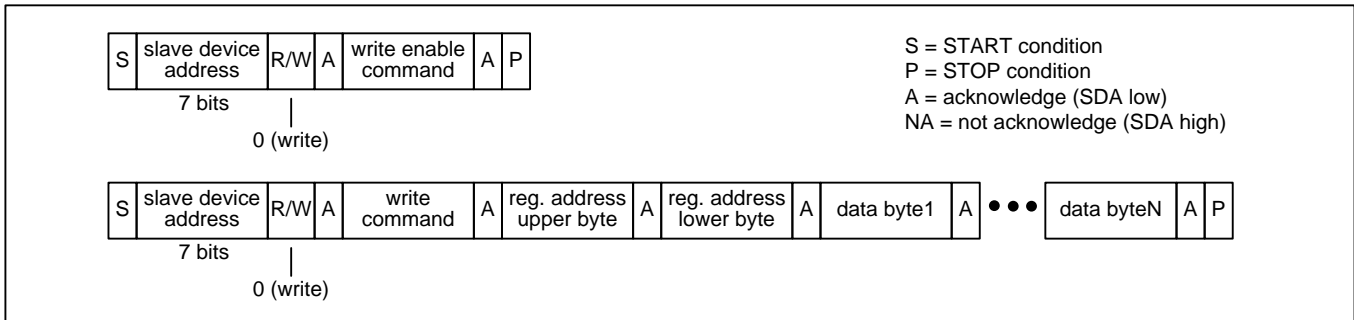 S slave device address R/W A write enable command A P
7 bits
0 (write)
S = START condition
P = STOP condition
A = acknowledge (SDA low)
NA = not acknowledge (SDA high)
S slave device address R/W A write command A reg. address upper byte A reg. address lower byte A data byte1 A ••• data byteN A P
7 bits
0 (write)